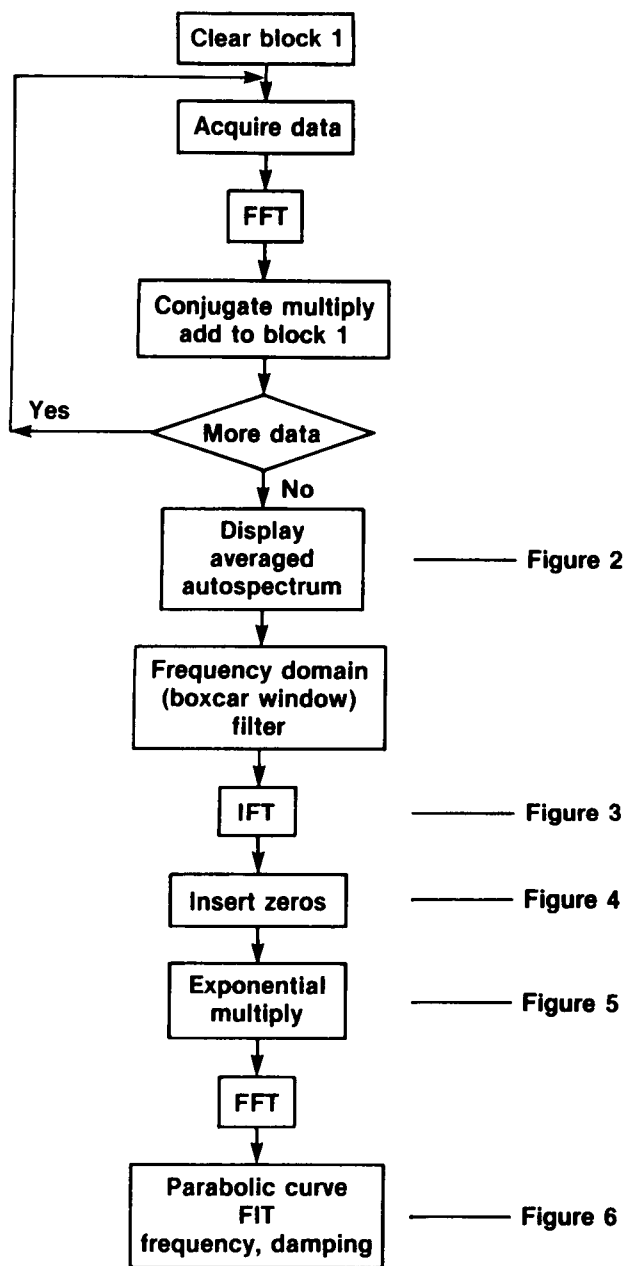 Clear block 1
Acquire data
FFT
Conjugate multiply
add to block 1
Yes
More data
No
Display
averaged
autospectrum
Figure 2
Frequency domain
(boxcar window)
filter
IFT
Figure 3
Insert zeros
Figure 4
Exponential
multiply
Figure 5
FFT
Parabolic curve
FIT
frequency, damping
Figure 6